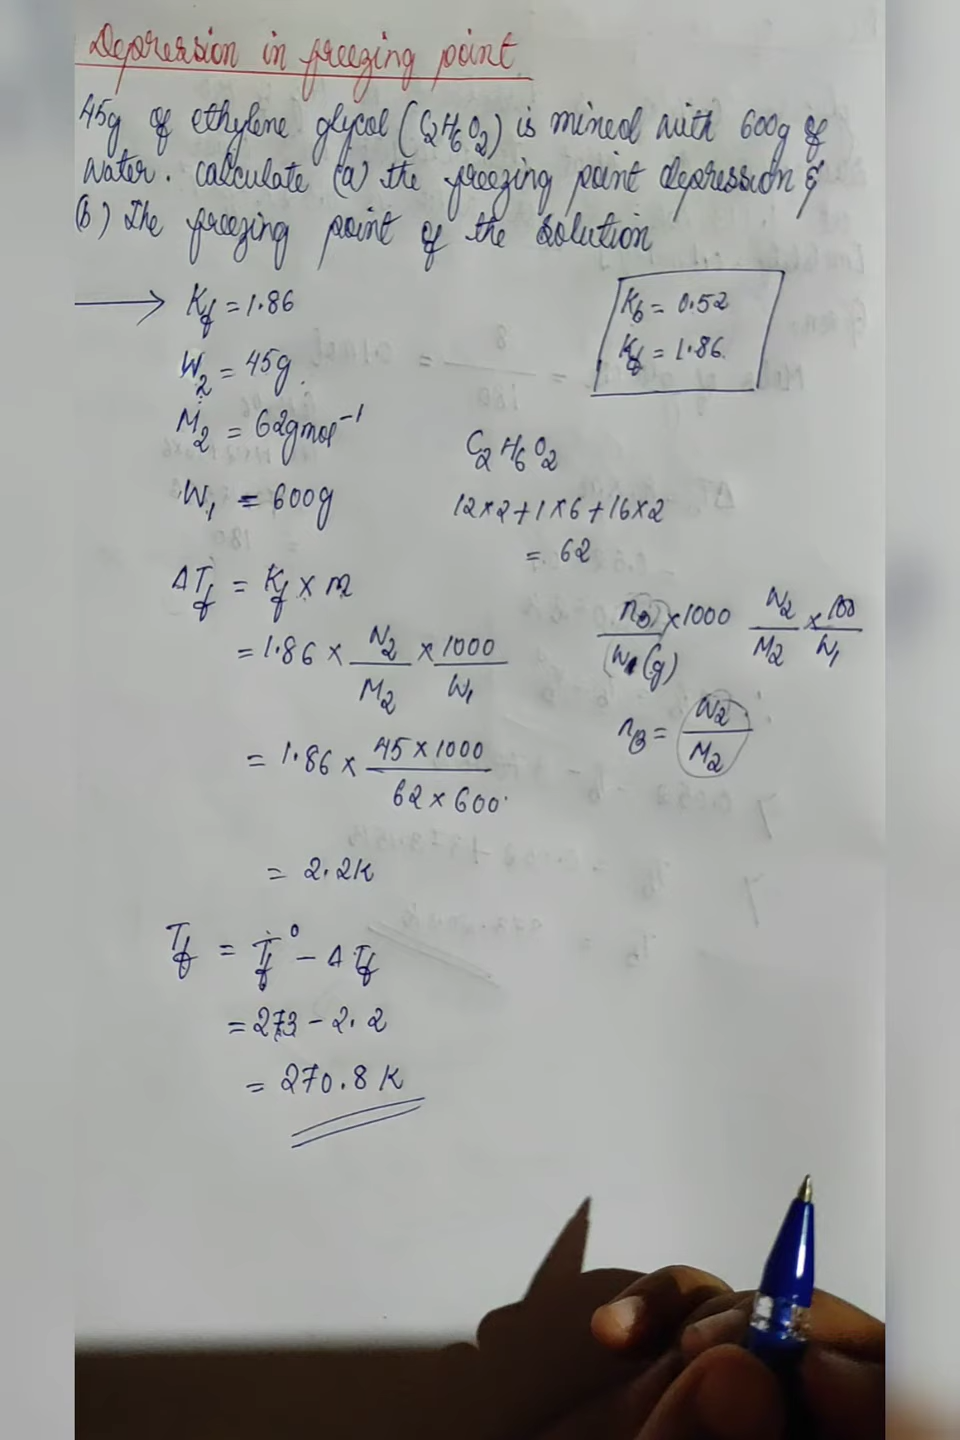 Depression in freezing point
45g of ethylene glycol (C2H6O2) is mixed with 600g of
water. calculate (a) the freezing point depression &
(b) The freezing point of the solution
Kf = 1.86
W2 = 45g.
M2 = 62gmol⁻¹
W1 = 600g
Kb = 0.52
Kf = 1.86
C2H6O2
12×2+1×6+16×2
= 62
ΔTf = Kf × m
= 1.86 × W2/M2 × 1000/W1
= 1.86 × 45×1000/62×600
= 2.2K
nB×1000/W1(g) W2/M2 × 100/W1
nB = W2/M2
Tf = Tf° − ΔTf
= 273 − 2.2
= 270.8 K